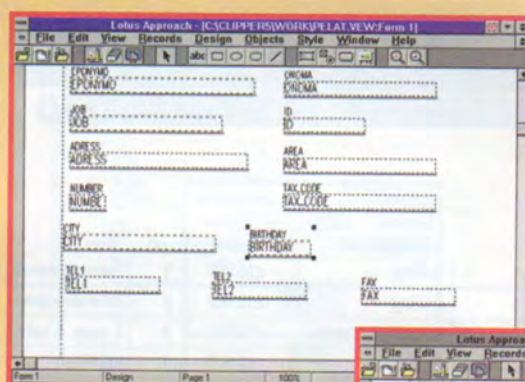 Lotus Approach - [C:\CLIPPER5\WORK\PELAT.VEW:Form 1]
File Edit View Records Design Objects Style Window Help
abc
EPONYMO ONOMA
EPONYMO ONOMA
JOB ID
JOB ID
ADRESS AREA
ADRESS AREA
NUMBER TAX_CODE
NUMBE TAX_CODE
CITY BIRTHDAY
CITY BIRTHDAY
TEL1 TEL2 FAX
TEL1 TEL2 FAX
Form 1 Design Page 1 100%
Lotus Approa
File Edit View Records